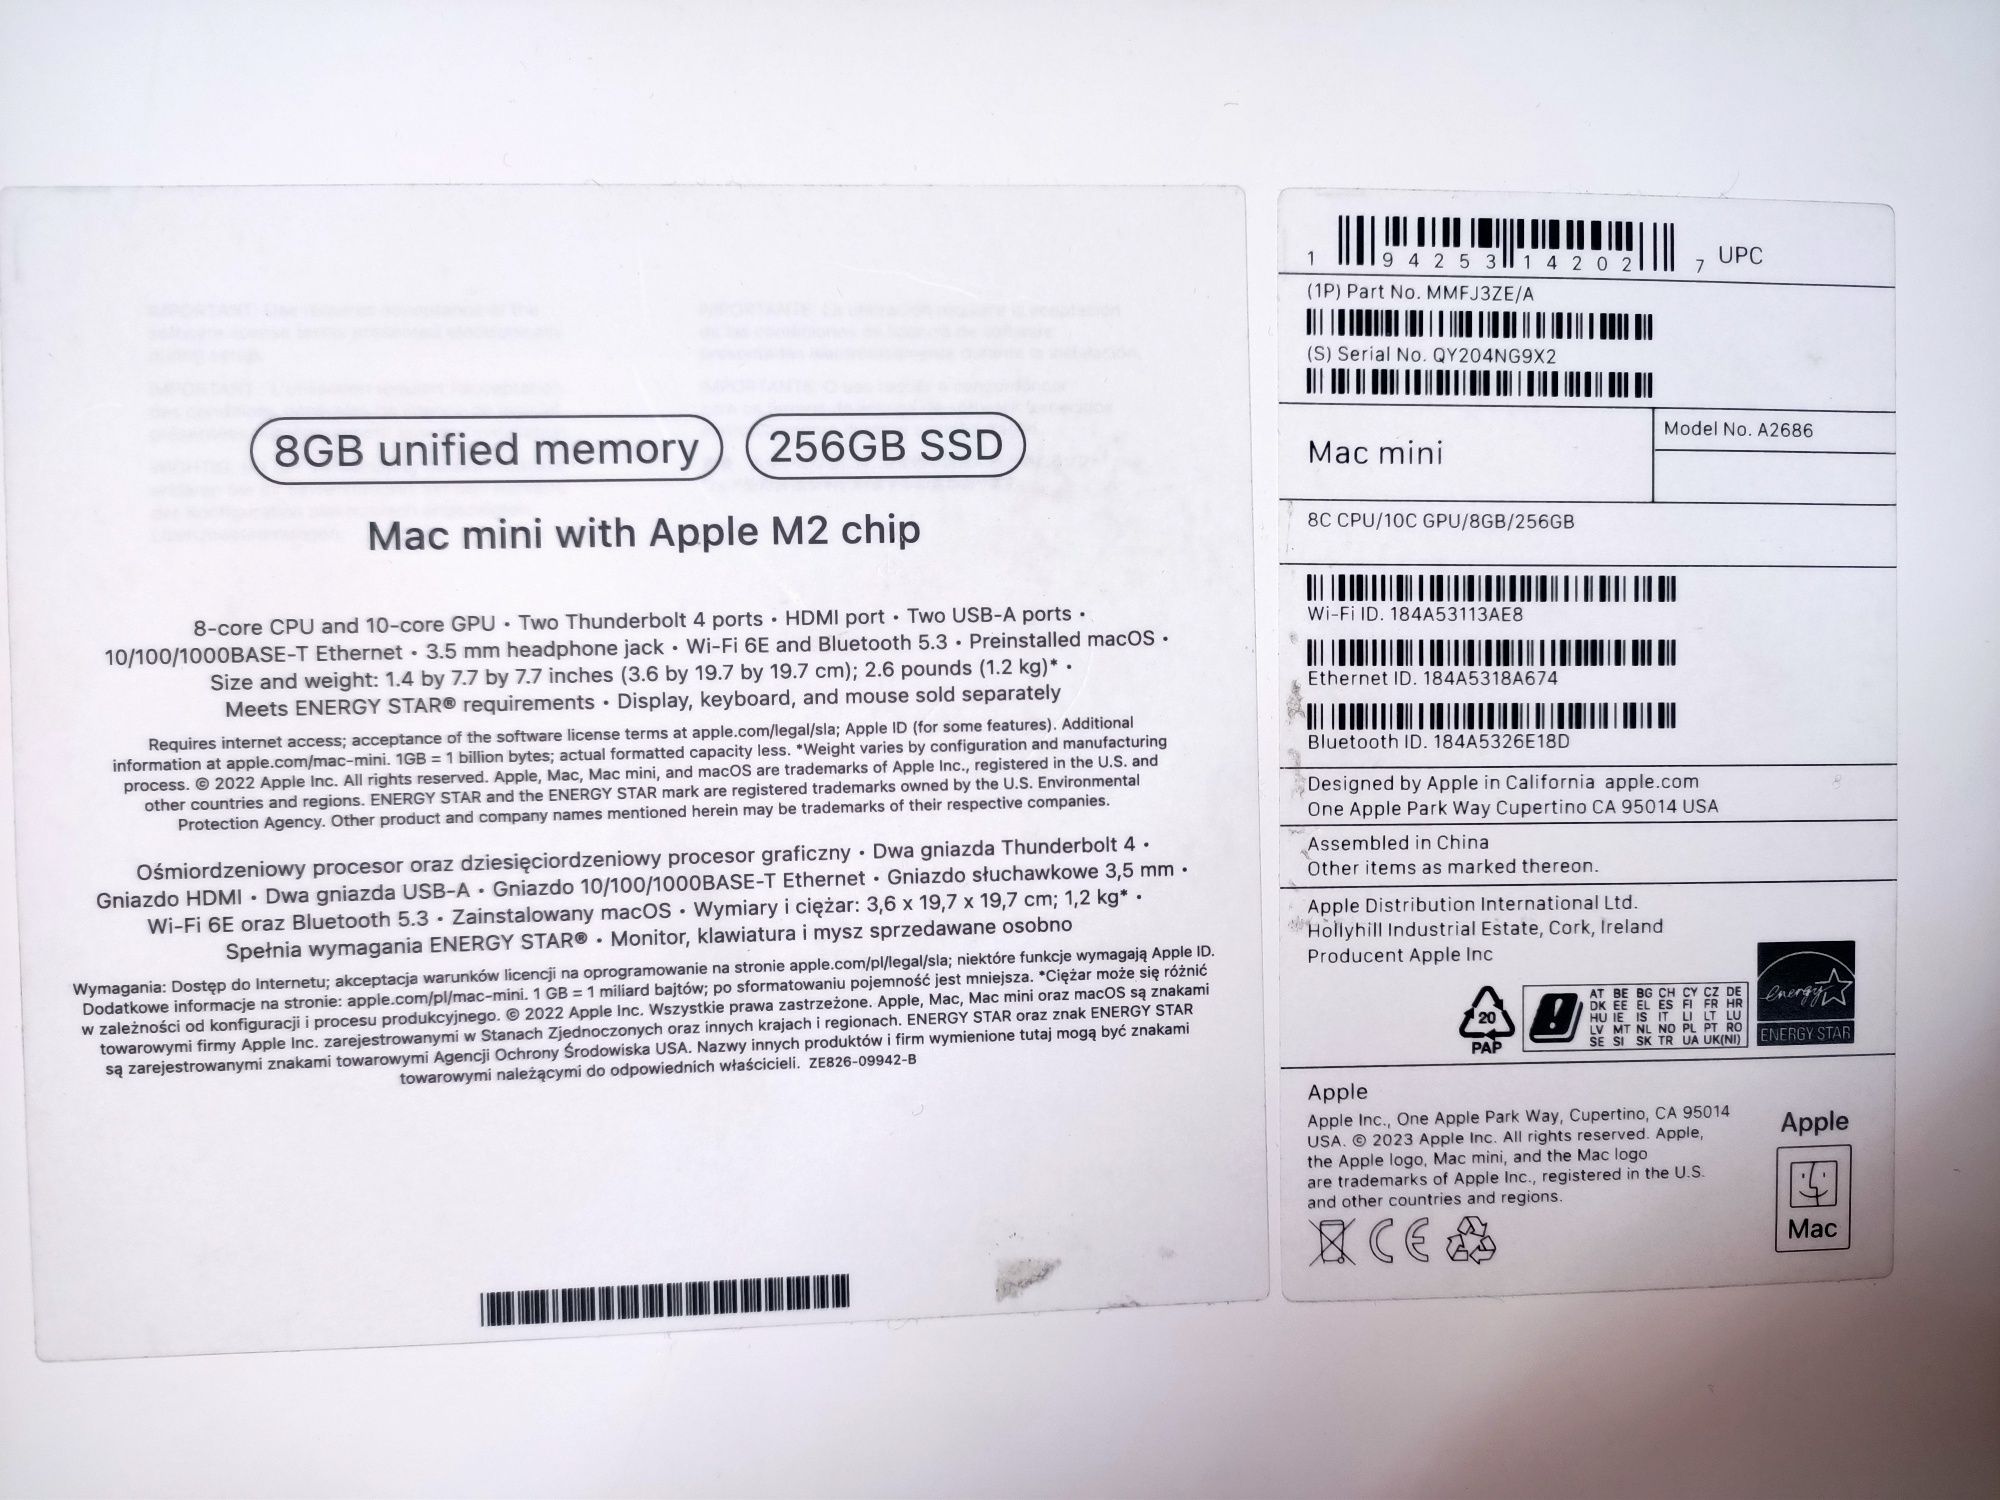 8GB unified memory
256GB SSD
Mac mini with Apple M2 chip
8-core CPU and 10-core GPU • Two Thunderbolt 4 ports • HDMI port • Two USB-A ports •
10/100/1000BASE-T Ethernet • 3.5 mm headphone jack • Wi-Fi 6E and Bluetooth 5.3 • Preinstalled macOS •
Size and weight: 1.4 by 7.7 by 7.7 inches (3.6 by 19.7 by 19.7 cm); 2.6 pounds (1.2 kg)* •
Meets ENERGY STAR® requirements • Display, keyboard, and mouse sold separately
Requires internet access; acceptance of the software license terms at apple.com/legal/sla; Apple ID (for some features). Additional
information at apple.com/mac-mini. 1GB = 1 billion bytes; actual formatted capacity less. *Weight varies by configuration and manufacturing
process. © 2022 Apple Inc. All rights reserved. Apple, Mac, Mac mini, and macOS are trademarks of Apple Inc., registered in the U.S. and
other countries and regions. ENERGY STAR and the ENERGY STAR mark are registered trademarks owned by the U.S. Environmental
Protection Agency. Other product and company names mentioned herein may be trademarks of their respective companies.
Ośmiordzeniowy procesor oraz dziesięciordzeniowy procesor graficzny • Dwa gniazda Thunderbolt 4 •
Gniazdo HDMI • Dwa gniazda USB-A • Gniazdo 10/100/1000BASE-T Ethernet • Gniazdo słuchawkowe 3,5 mm •
Wi-Fi 6E oraz Bluetooth 5.3 • Zainstalowany macOS • Wymiary i ciężar: 3,6 x 19,7 x 19,7 cm; 1,2 kg* •
Spełnia wymagania ENERGY STAR® • Monitor, klawiatura i mysz sprzedawane osobno
Wymagania: Dostęp do Internetu; akceptacja warunków licencji na oprogramowanie na stronie apple.com/pl/legal/sla; niektóre funkcje wymagają Apple ID.
Dodatkowe informacje na stronie: apple.com/pl/mac-mini. 1 GB = 1 miliard bajtów; po sformatowaniu pojemność jest mniejsza. *Ciężar może się różnić
w zależności od konfiguracji i procesu produkcyjnego. © 2022 Apple Inc. Wszystkie prawa zastrzeżone. Apple, Mac, Mac mini oraz macOS są znakami
towarowymi firmy Apple Inc. zarejestrowanymi w Stanach Zjednoczonych oraz innych krajach i regionach. ENERGY STAR oraz znak ENERGY STAR
są zarejestrowanymi znakami towarowymi Agencji Ochrony Środowiska USA. Nazwy innych produktów i firm wymienione tutaj mogą być znakami
towarowymi należącymi do odpowiednich właścicieli. ZE826-09942-B
1 94253 14202 7 UPC
(1P) Part No. MMFJ3ZE/A
(S) Serial No. QY204NG9X2
Mac mini
Model No. A2686
8C CPU/10C GPU/8GB/256GB
Wi-Fi ID. 184A53113AE8
Ethernet ID. 184A5318A674
Bluetooth ID. 184A5326E18D
Designed by Apple in California apple.com
One Apple Park Way Cupertino CA 95014 USA
Assembled in China
Other items as marked thereon.
Apple Distribution International Ltd.
Hollyhill Industrial Estate, Cork, Ireland
Producent Apple Inc
20
PAP
AT BE BG CH CY CZ DE
DK EE EL ES FI FR HR
HU IE IS IT LI LT LU
LV MT NL NO PL PT RO
SE SI SK TR UA UK(NI)
energy
ENERGY STAR
Apple
Apple Inc., One Apple Park Way, Cupertino, CA 95014
USA. © 2023 Apple Inc. All rights reserved. Apple,
the Apple logo, Mac mini, and the Mac logo
are trademarks of Apple Inc., registered in the U.S.
and other countries and regions.
CE
Apple
Mac